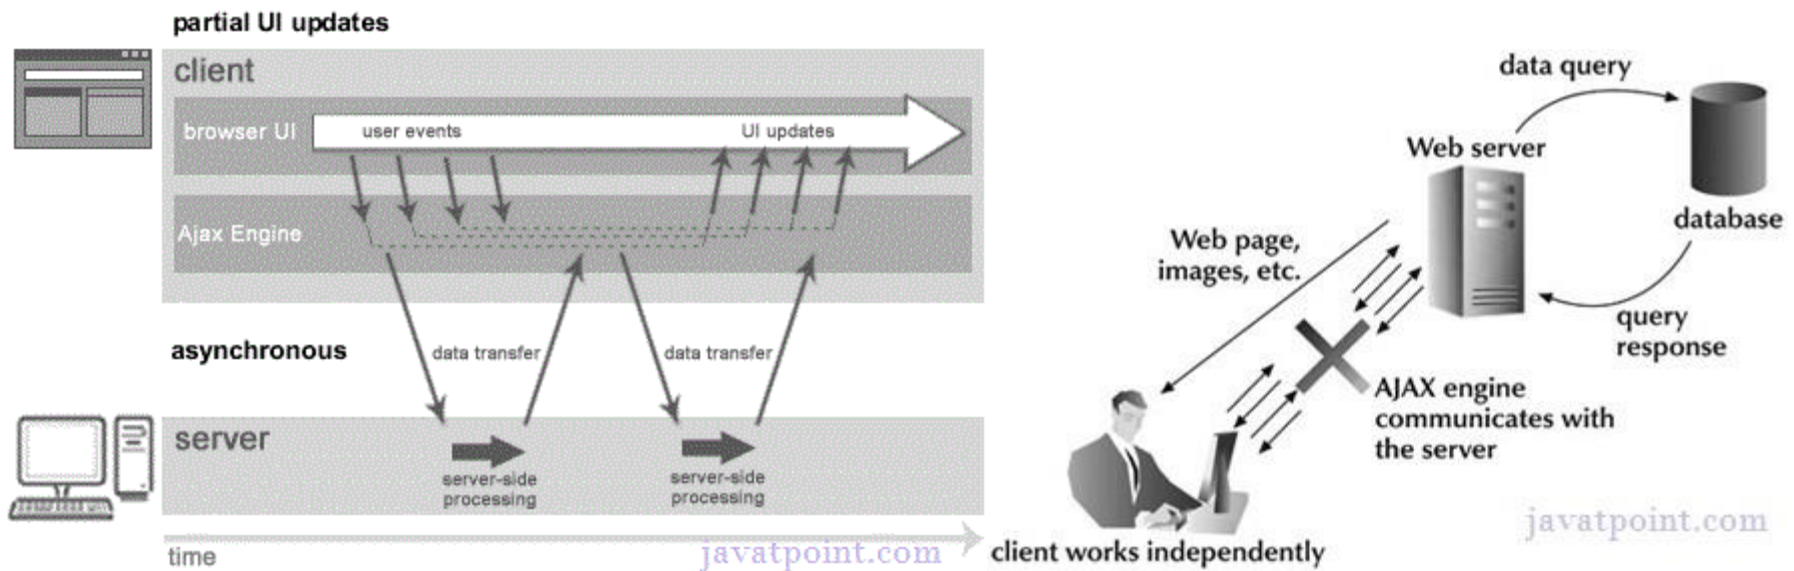 partial UI updates
client
browser UI
user events
UI updates
Ajax Engine
asynchronous
data transfer
data transfer
server
server-side
processing
server-side
processing
time
javatpoint.com
data query
Web server
database
Web page,
images, etc.
query
response
AJAX engine
communicates with
the server
client works independently
javatpoint.com